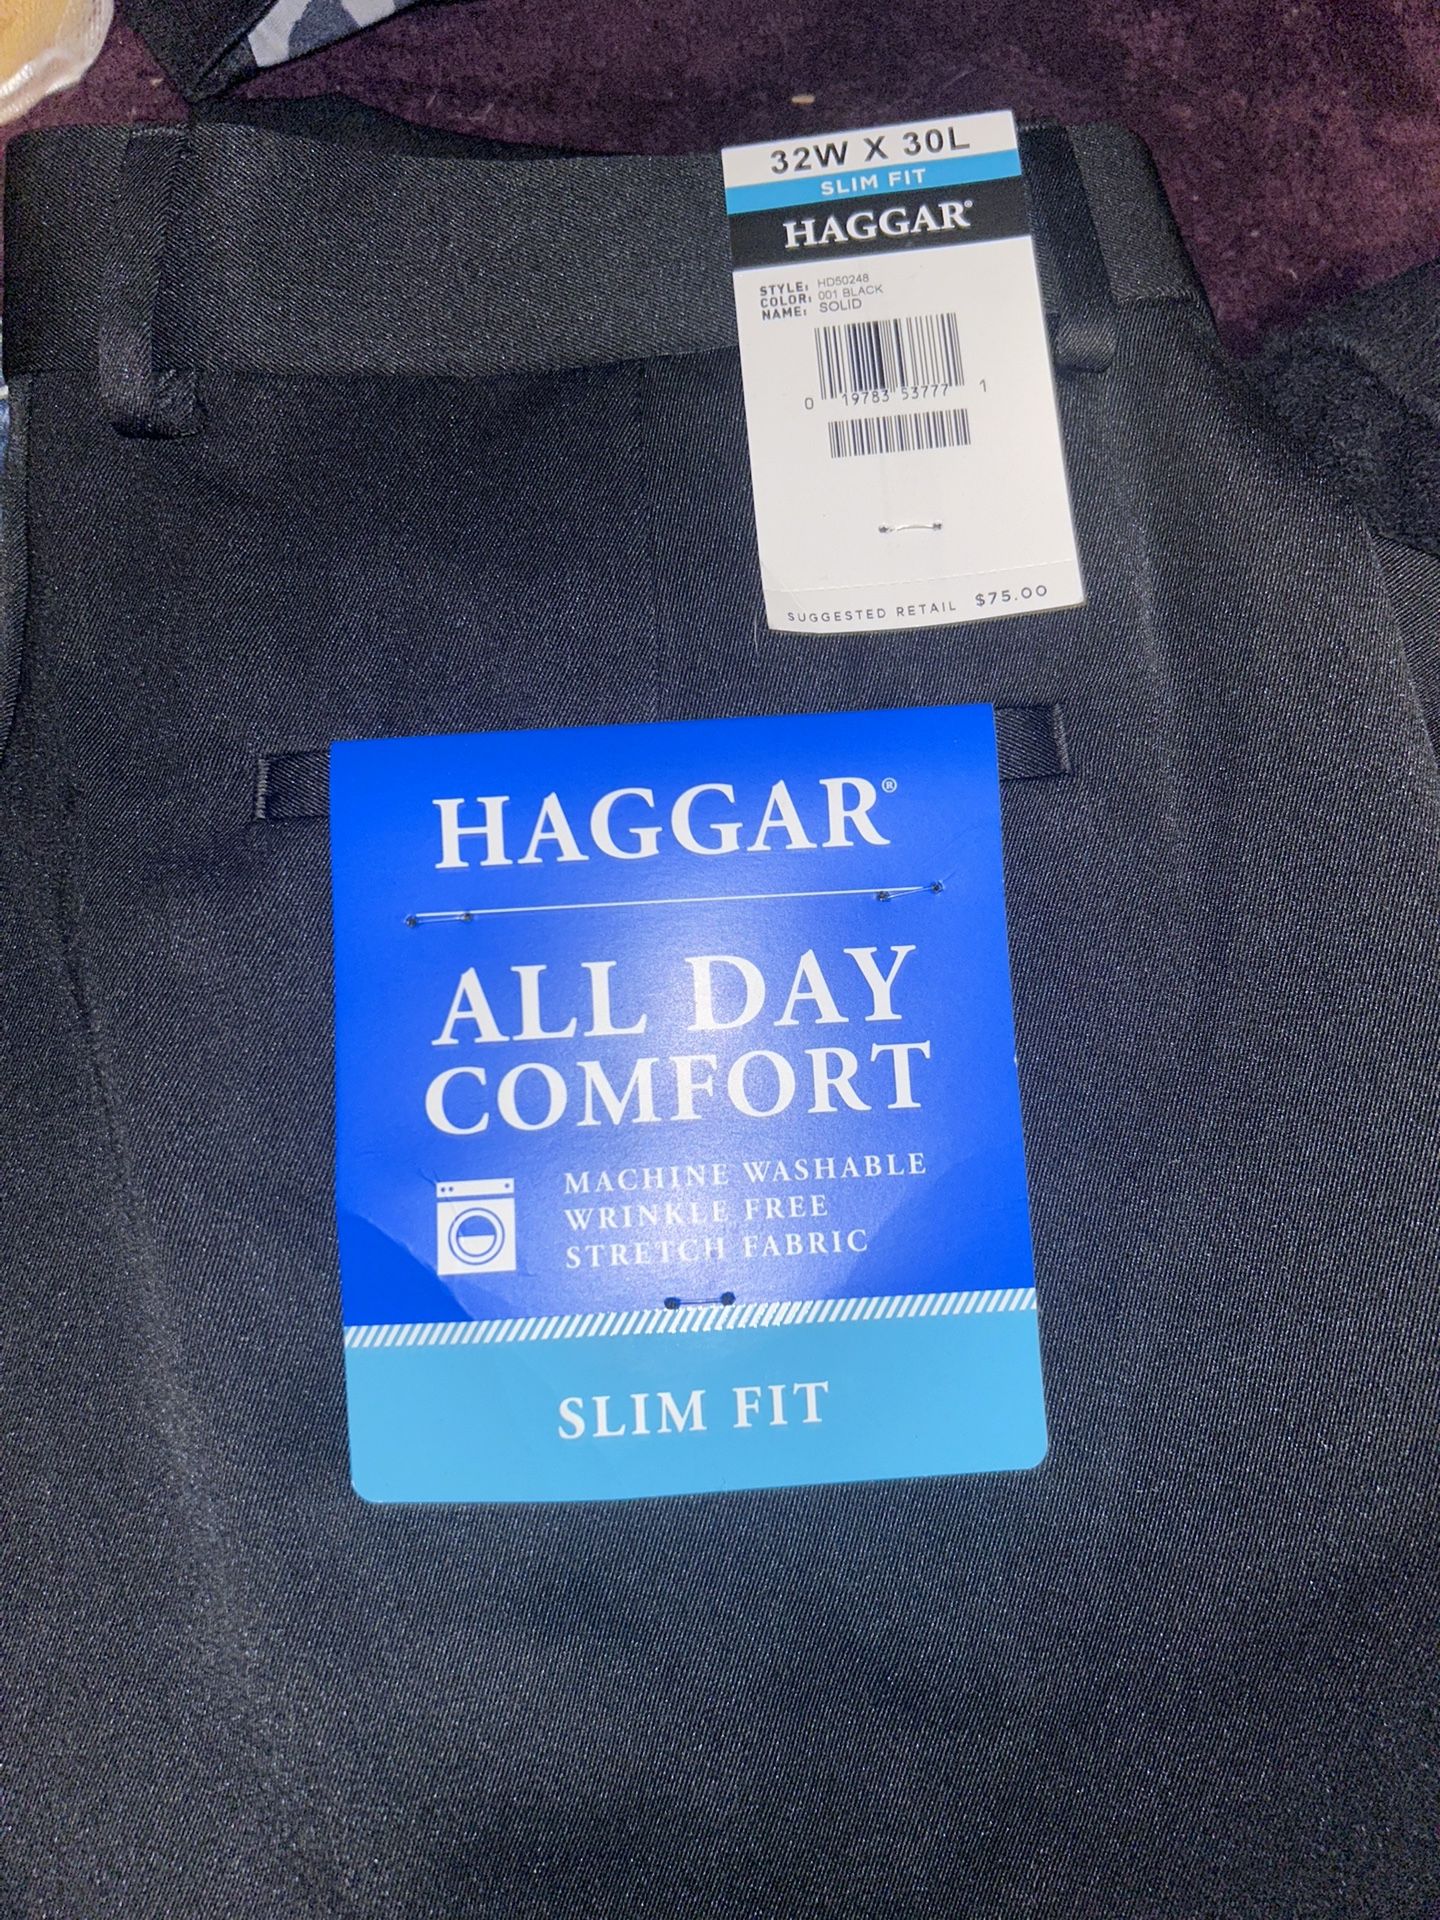 32W X 30L
SLIM FIT
HAGGAR®
STYLE: HD50248
COLOR: 001 BLACK
NAME: SOLID
0 19783 53777 1
SUGGESTED RETAIL $75.00
HAGGAR®
ALL DAY
COMFORT
MACHINE WASHABLE
WRINKLE FREE
STRETCH FABRIC
SLIM FIT